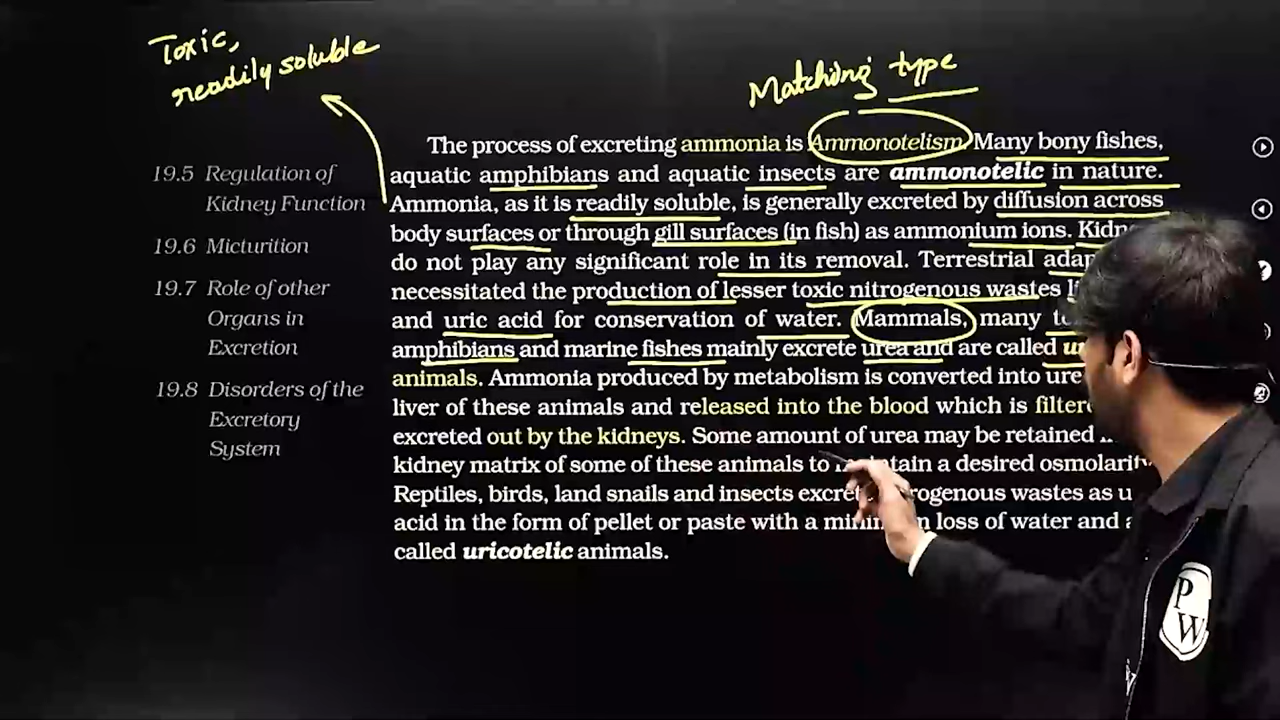 Toxic,
readily soluble
Matching type
The process of excreting ammonia is Ammonotelism Many bony fishes,
aquatic amphibians and aquatic insects are ammonotelic in nature.
Ammonia, as it is readily soluble, is generally excreted by diffusion across
body surfaces or through gill surfaces (in fish) as ammonium ions.
do not play any significant role in its removal. Terrestrial
necessitated the production of lesser toxic nitrogenous wastes
and uric acid for conservation of water. Mammals, many
amphibians and marine fishes mainly excrete urea and are called
animals. Ammonia produced by metabolism is converted into
liver of these animals and released into the blood which is
excreted out by the kidneys. Some amount of urea may be retained
kidney matrix of some of these animals to a desired osmolarity
Reptiles, birds, land snails and insects wastes as
acid in the form of pellet or paste with a loss of water and
called uricotelic animals.
19.5 Regulation of
Kidney Function
19.6 Micturition
19.7 Role of other
Organs in
Excretion
19.8 Disorders of the
Excretory
System
P
W